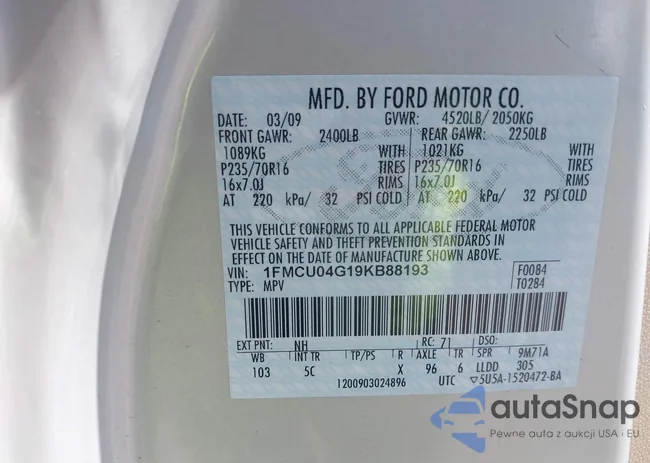 MFD. BY FORD MOTOR CO.
DATE: 03/09 GVWR: 4520LB/ 2050KG
FRONT GAWR: 2400LB REAR GAWR: 2250LB
1089KG WITH 1021KG WITH
P235/70R16 TIRES P235/70R16 TIRES
16x7.0J RIMS 16x7.0J RIMS
AT 220 kPa/ 32 PSI COLD AT 220 kPa/ 32 PSI COLD
THIS VEHICLE CONFORMS TO ALL APPLICABLE FEDERAL MOTOR
VEHICLE SAFETY AND THEFT PREVENTION STANDARDS IN
EFFECT ON THE DATE OF MANUFACTURE SHOWN ABOVE.
VIN: 1FMCU04G19KB88193 F0084
TYPE: MPV T0284
EXT PNT: NH RC: 71 DSO:
WB INT TR TP/PS R AXLE TR SPR 9M71A
103 5C X 96 6 LLDD 305
1200903024896 UTC ▽5U5A-1520472-BA
autaSnap
Pewne auta z aukcji USA i EU